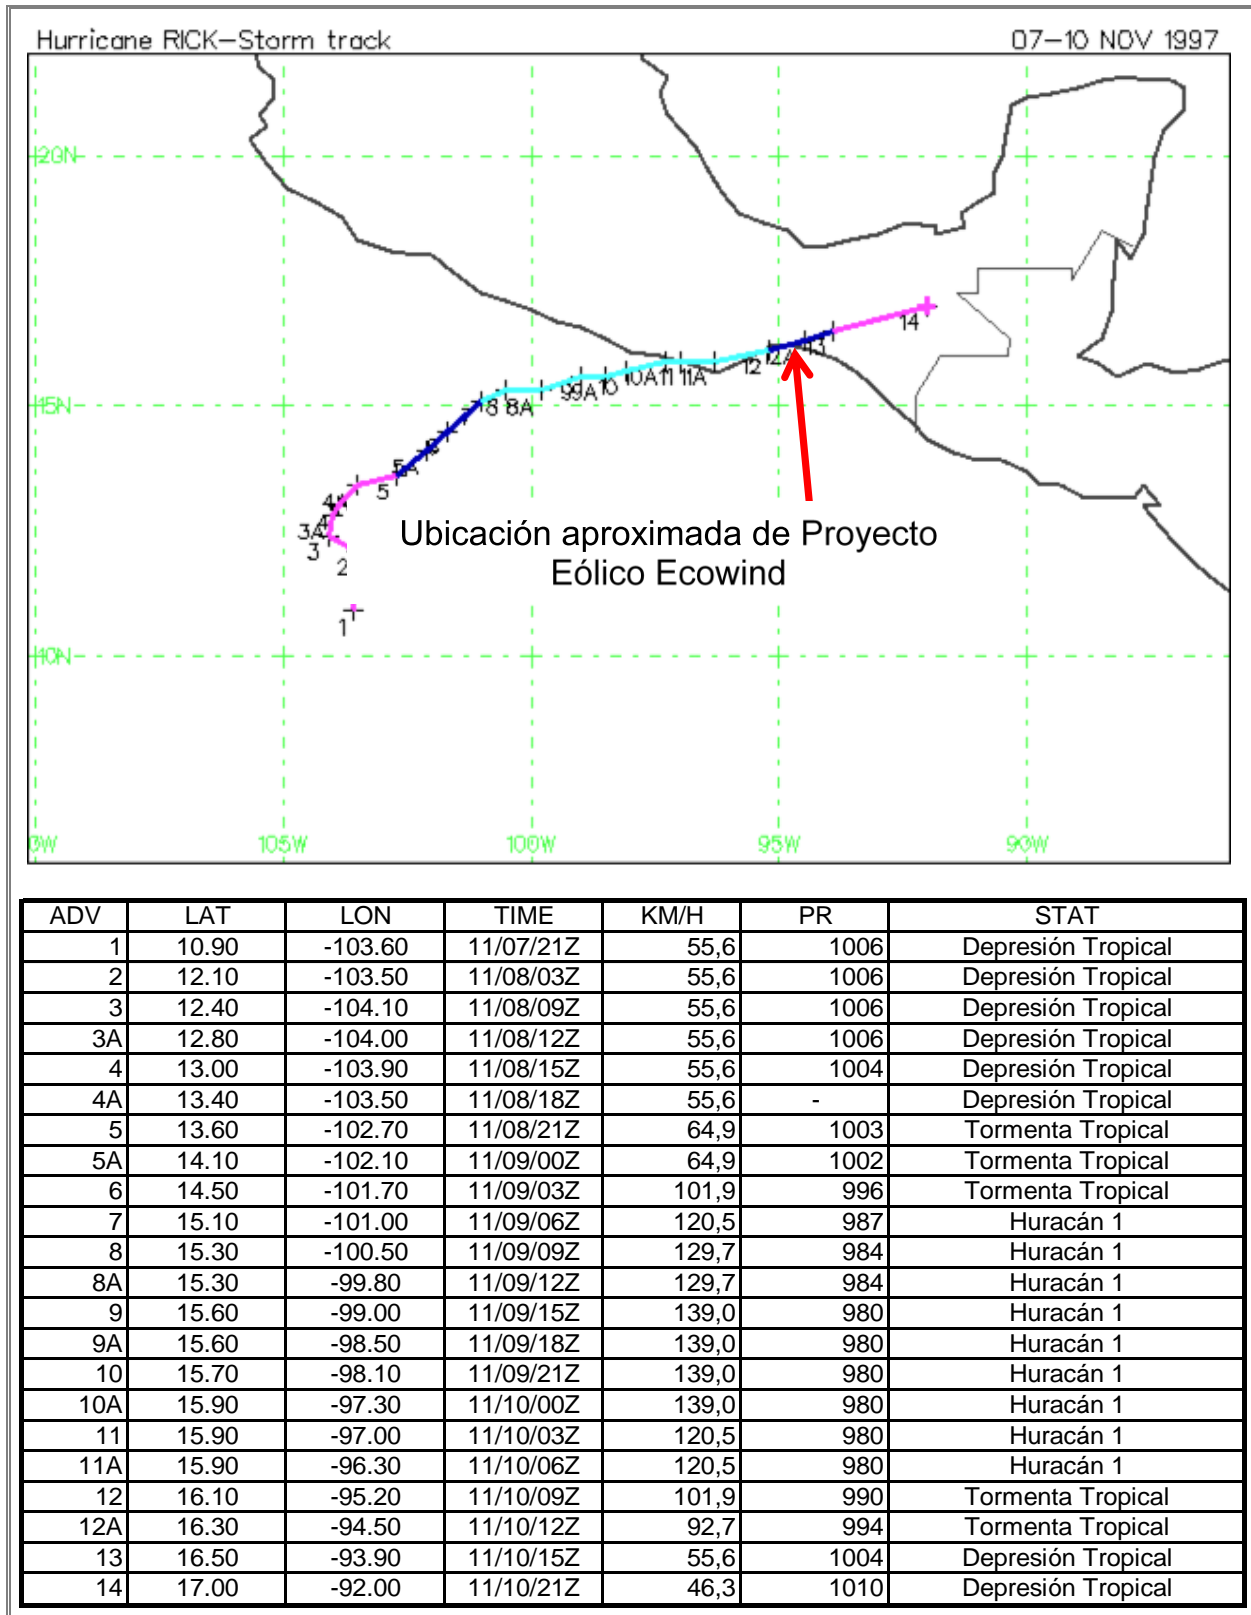 Hurricane RICK-Storm track 07-10 NOV 1997
20N
15N
10N
0W 105W 100W 95W 90W
14
13
2A
12
11A
11
10A
10
9A
9
8A
8
5A
5
4
3A
3
2
1
Ubicación aproximada de Proyecto
Eólico Ecowind
ADV LAT LON TIME KM/H PR STAT
1 10.90 -103.60 11/07/21Z 55,6 1006 Depresión Tropical
2 12.10 -103.50 11/08/03Z 55,6 1006 Depresión Tropical
3 12.40 -104.10 11/08/09Z 55,6 1006 Depresión Tropical
3A 12.80 -104.00 11/08/12Z 55,6 1006 Depresión Tropical
4 13.00 -103.90 11/08/15Z 55,6 1004 Depresión Tropical
4A 13.40 -103.50 11/08/18Z 55,6 - Depresión Tropical
5 13.60 -102.70 11/08/21Z 64,9 1003 Tormenta Tropical
5A 14.10 -102.10 11/09/00Z 64,9 1002 Tormenta Tropical
6 14.50 -101.70 11/09/03Z 101,9 996 Tormenta Tropical
7 15.10 -101.00 11/09/06Z 120,5 987 Huracán 1
8 15.30 -100.50 11/09/09Z 129,7 984 Huracán 1
8A 15.30 -99.80 11/09/12Z 129,7 984 Huracán 1
9 15.60 -99.00 11/09/15Z 139,0 980 Huracán 1
9A 15.60 -98.50 11/09/18Z 139,0 980 Huracán 1
10 15.70 -98.10 11/09/21Z 139,0 980 Huracán 1
10A 15.90 -97.30 11/10/00Z 139,0 980 Huracán 1
11 15.90 -97.00 11/10/03Z 120,5 980 Huracán 1
11A 15.90 -96.30 11/10/06Z 120,5 980 Huracán 1
12 16.10 -95.20 11/10/09Z 101,9 990 Tormenta Tropical
12A 16.30 -94.50 11/10/12Z 92,7 994 Tormenta Tropical
13 16.50 -93.90 11/10/15Z 55,6 1004 Depresión Tropical
14 17.00 -92.00 11/10/21Z 46,3 1010 Depresión Tropical